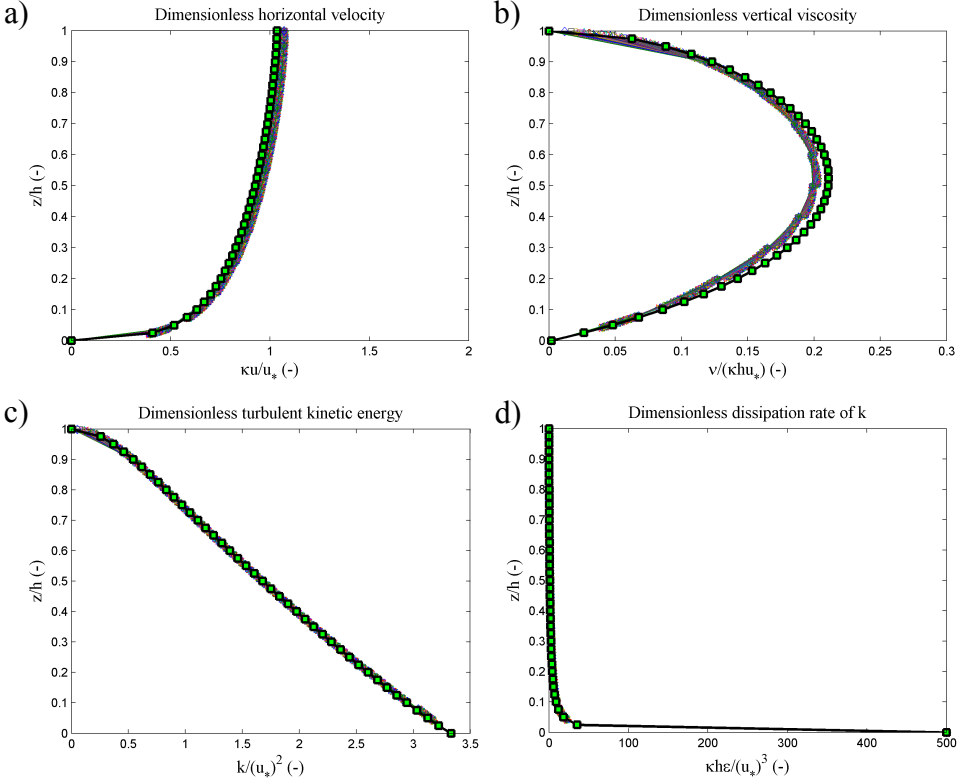 a)
Dimensionless horizontal velocity
1
0.9
0.8
0.7
0.6
0.5
0.4
0.3
0.2
0.1
0
z/h (-)
0 0.5 1 1.5 2
κu/u* (-)
b)
Dimensionless vertical viscosity
1
0.9
0.8
0.7
0.6
0.5
0.4
0.3
0.2
0.1
0
z/h (-)
0 0.05 0.1 0.15 0.2 0.25 0.3
ν/(κhu*) (-)
c)
Dimensionless turbulent kinetic energy
1
0.9
0.8
0.7
0.6
0.5
0.4
0.3
0.2
0.1
0
z/h (-)
0 0.5 1 1.5 2 2.5 3 3.5
k/(u*)² (-)
d)
Dimensionless dissipation rate of k
1
0.9
0.8
0.7
0.6
0.5
0.4
0.3
0.2
0.1
0
z/h (-)
0 100 200 300 400 500
κhε/(u*)³ (-)